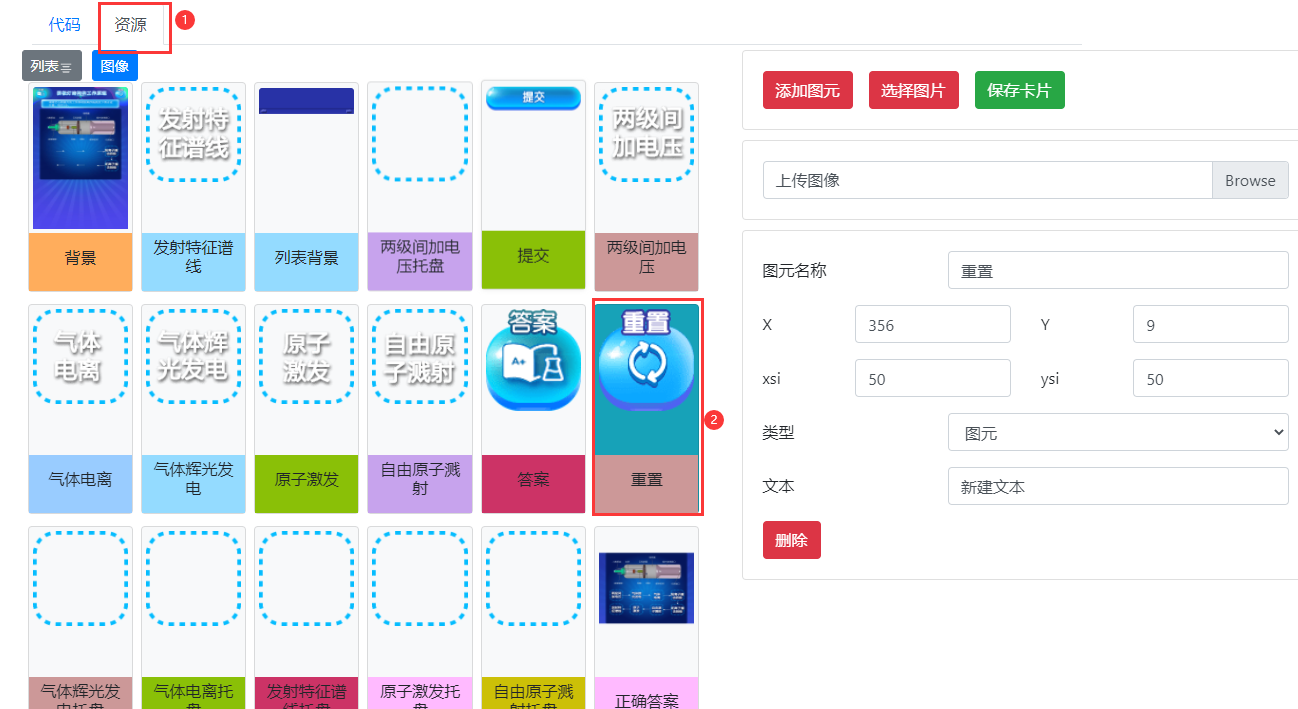 代码
资源
1
列表
图像
添加图元
选择图片
保存卡片
发射特
征谱线
提交
两级间
加电压
背景
发射特征谱
线
列表背景
两级间加电
压托盘
提交
两级间加电
压
上传图像
Browse
图元名称
重置
X
356
Y
9
xsi
50
ysi
50
类型
图元
文本
新建文本
删除
气体
电离
气体辉
光发电
原子
激发
自由原
子溅射
答案
A+
重置
2
气体电离
气体辉光发
电
原子激发
自由原子溅
射
答案
重置
气体辉光发
电托盘
气体电离托
盘
发射特征谱
线托盘
原子激发托
盘
自由原子溅
射托盘
正确答案